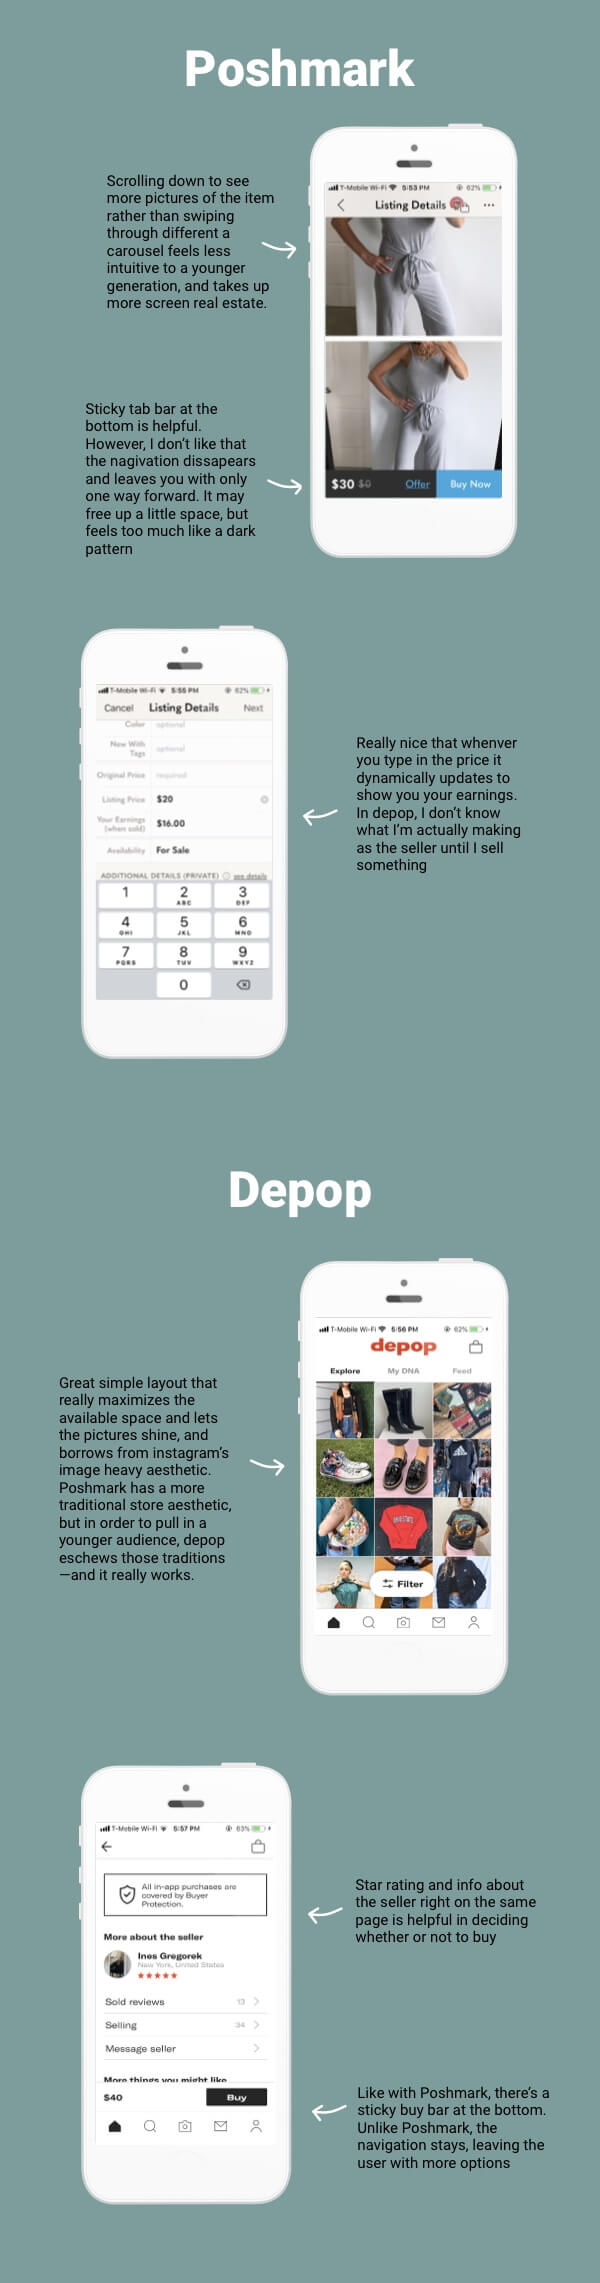 Poshmark
Scrolling down to see
more pictures of the item
rather than swiping
through different a
carousel feels less
intuitive to a younger
generation, and takes up
more screen real estate.
T-Mobile Wi-Fi 5:53 PM 62%
Listing Details
Sticky tab bar at the
bottom is helpful.
However, I don't like that
the nagivation dissapears
and leaves you with only
one way forward. It may
free up a little space, but
feels too much like a dark
pattern
$30 $0 Offer Buy Now
T-Mobile Wi-Fi 5:55 PM 62%
Cancel Listing Details Next
Color optional
New With
Tags optional
Original Price required
Listing Price $20
Your Earnings
(when sold) $16.00
Availability For Sale
ADDITIONAL DETAILS (PRIVATE) see details
1 2 3
ABC DEF
4 5 6
GHI JKL MNO
7 8 9
PQRS TUV WXYZ
0
Really nice that whenver
you type in the price it
dynamically updates to
show you your earnings.
In depop, I don't know
what I'm actually making
as the seller until I sell
something
Depop
Great simple layout that
really maximizes the
available space and lets
the pictures shine, and
borrows from instagram's
image heavy aesthetic.
Poshmark has a more
traditional store aesthetic,
but in order to pull in a
younger audience, depop
eschews those traditions
—and it really works.
T-Mobile Wi-Fi 5:56 PM 62%
depop
Explore My DNA Feed
Filter
T-Mobile Wi-Fi 5:57 PM 63%
All in-app purchases are
covered by Buyer
Protection.
More about the seller
Ines Gregorek
New York, United States
Sold reviews 13
Selling 34
Message seller
More things you might like
$40 Buy
Star rating and info about
the seller right on the same
page is helpful in deciding
whether or not to buy
Like with Poshmark, there's a
sticky buy bar at the bottom.
Unlike Poshmark, the
navigation stays, leaving the
user with more options